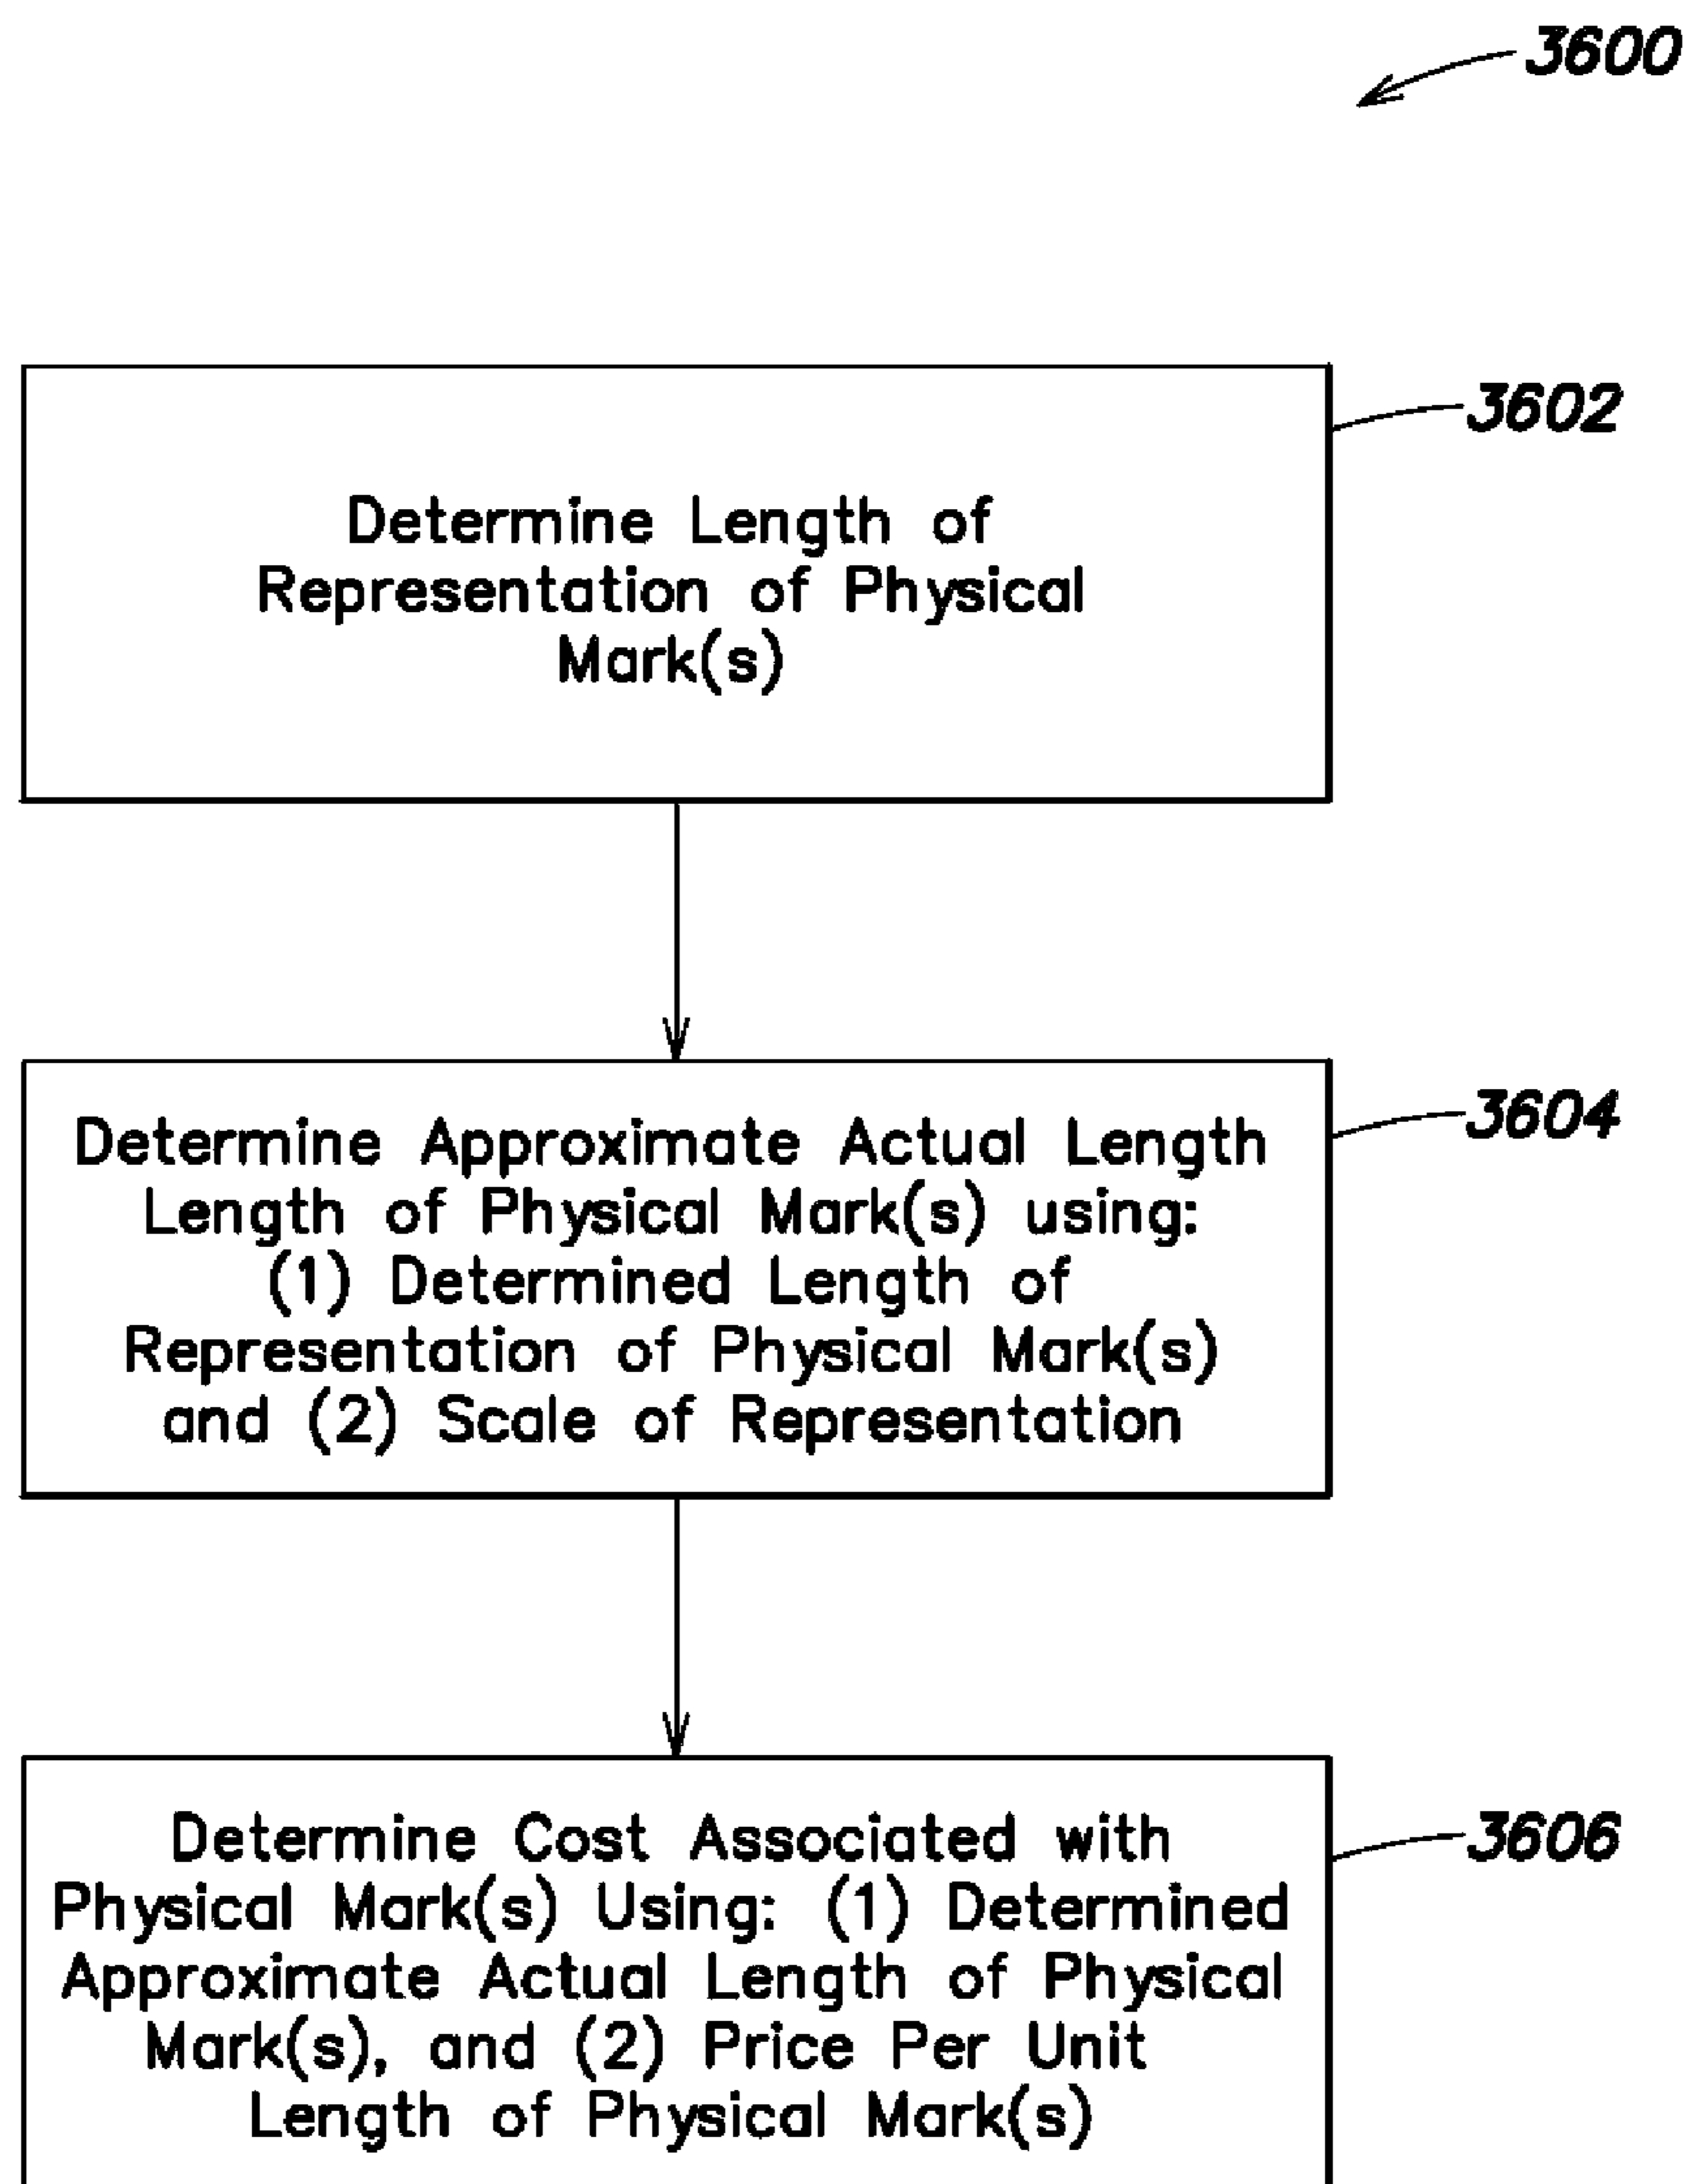 3600
3602
Determine Length of
Representation of Physical
Mark(s)
3604
Determine Approximate Actual Length
Length of Physical Mark(s) using:
(1) Determined Length of
Representation of Physical Mark(s)
and (2) Scale of Representation
3606
Determine Cost Associated with
Physical Mark(s) Using: (1) Determined
Approximate Actual Length of Physical
Mark(s), and (2) Price Per Unit
Length of Physical Mark(s)